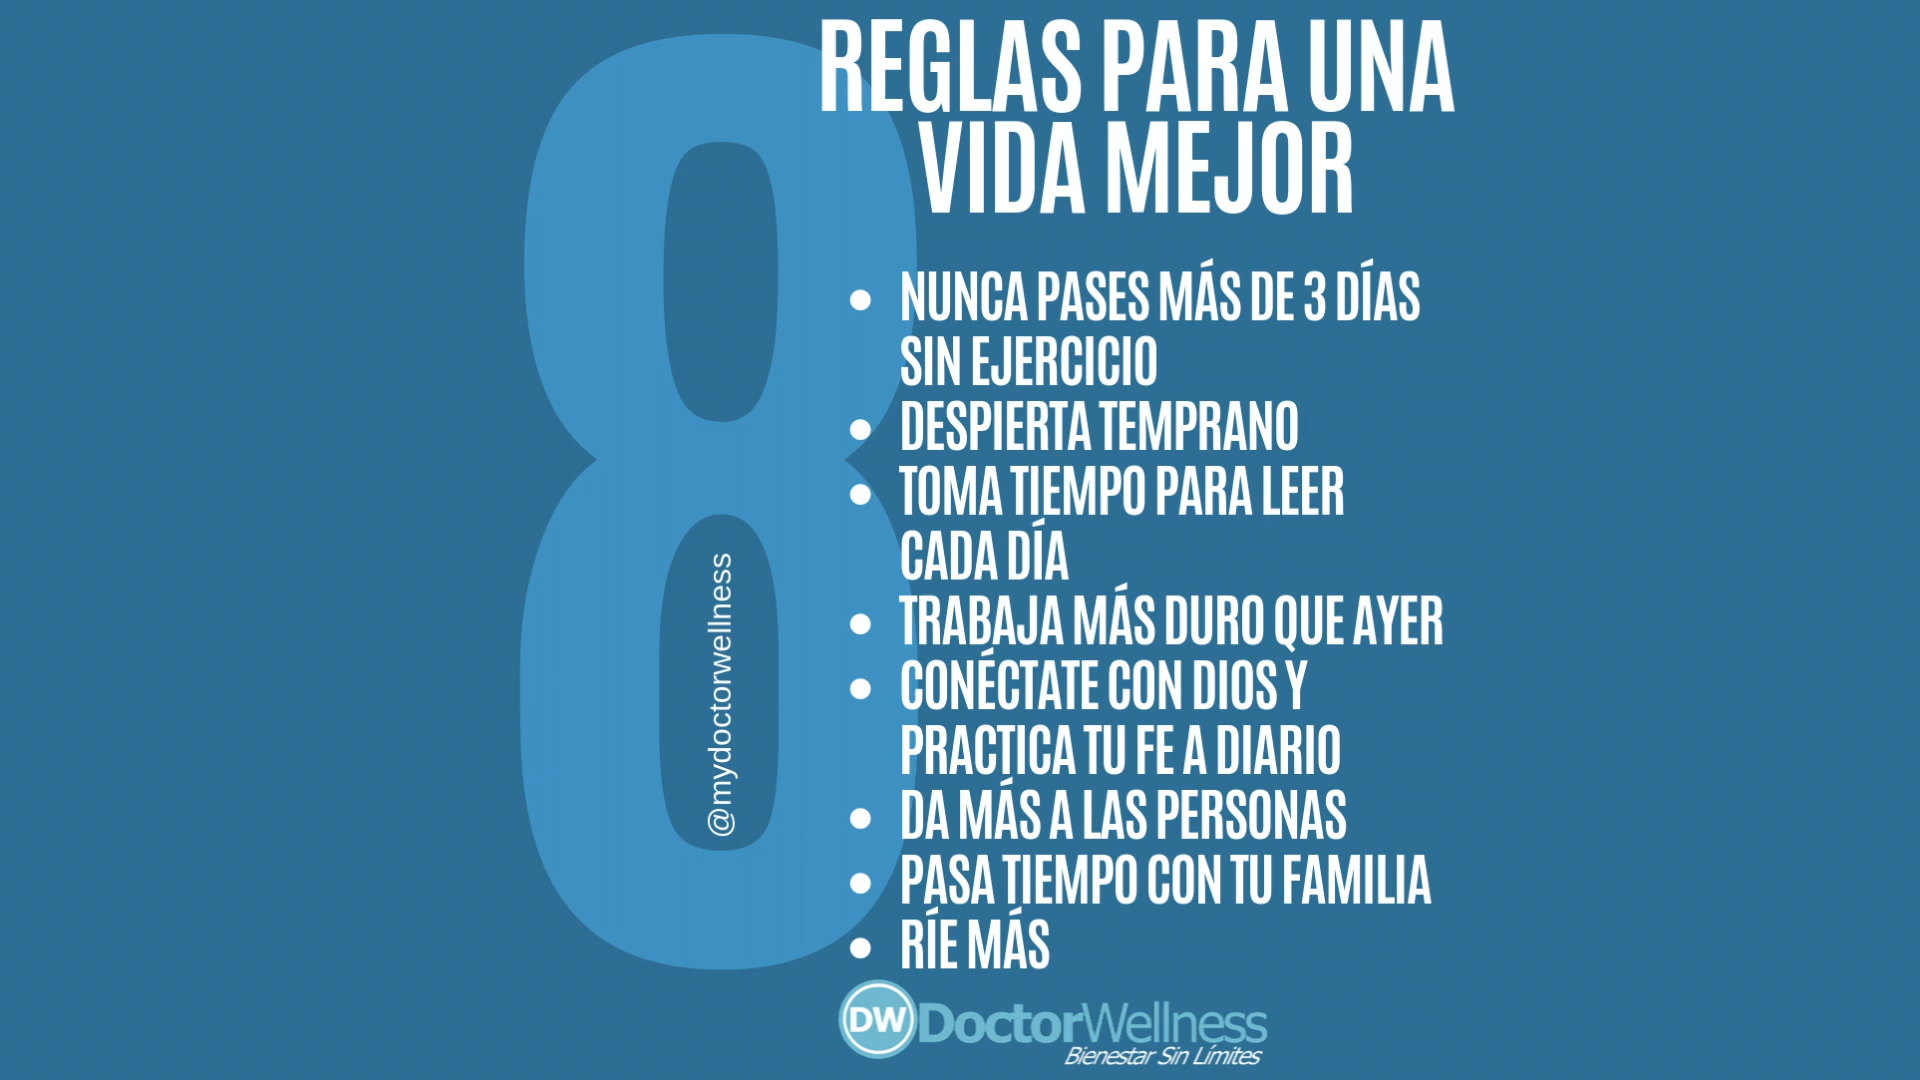 8
REGLAS PARA UNA
VIDA MEJOR
● NUNCA PASES MÁS DE 3 DÍAS
SIN EJERCICIO
● DESPIERTA TEMPRANO
● TOMA TIEMPO PARA LEER
CADA DÍA
● TRABAJA MÁS DURO QUE AYER
● CONÉCTATE CON DIOS Y
PRACTICA TU FE A DIARIO
● DA MÁS A LAS PERSONAS
● PASA TIEMPO CON TU FAMILIA
● RÍE MÁS
@mydoctorwellness
DW DoctorWellness
Bienestar Sin Límites